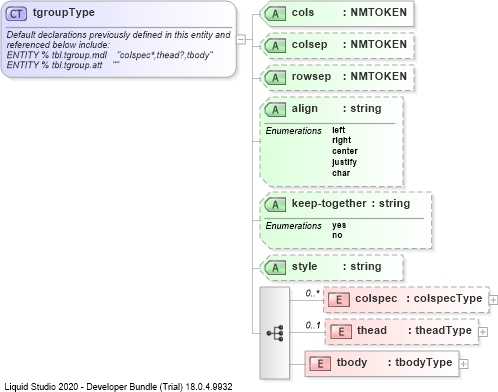 CT tgroupType
Default declarations previously defined in this entity and
referenced below include:
ENTITY % tbl.tgroup.mdl    "colspec*,thead?,tbody"
ENTITY % tbl.tgroup.att    ""
A cols : NMTOKEN
A colsep : NMTOKEN
A rowsep : NMTOKEN
A align : string
Enumerations left
right
center
justify
char
A keep-together : string
Enumerations yes
no
A style : string
0..* E colspec : colspecType
0..1 E thead : theadType
E tbody : tbodyType
Liquid Studio 2020 - Developer Bundle (Trial) 18.0.4.9932